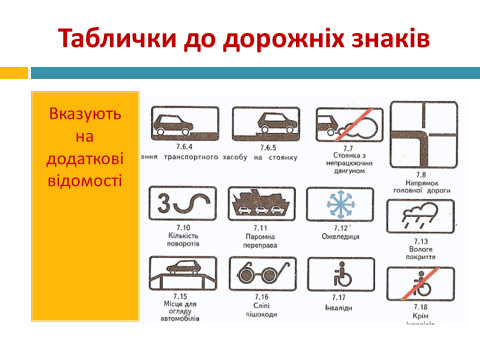 Таблички до дорожніх знаків
Вказують
на
додаткові
відомості
7.6.4
7.6.5
ення транспортного засобу на стоянку
7.7
Стоянка з
непрацюючим
двигуном
7.8
Напрямок
головної дороги
3
7.10
Кількість
поворотів
7.11
Паромна
переправа
7.12
Ожеледиця
7.13
Вологе
покриття
7.15
Місце для
огляду
автомобілів
7.16
Сліпі
пішоходи
7.17
Інваліди
7.18
Крім